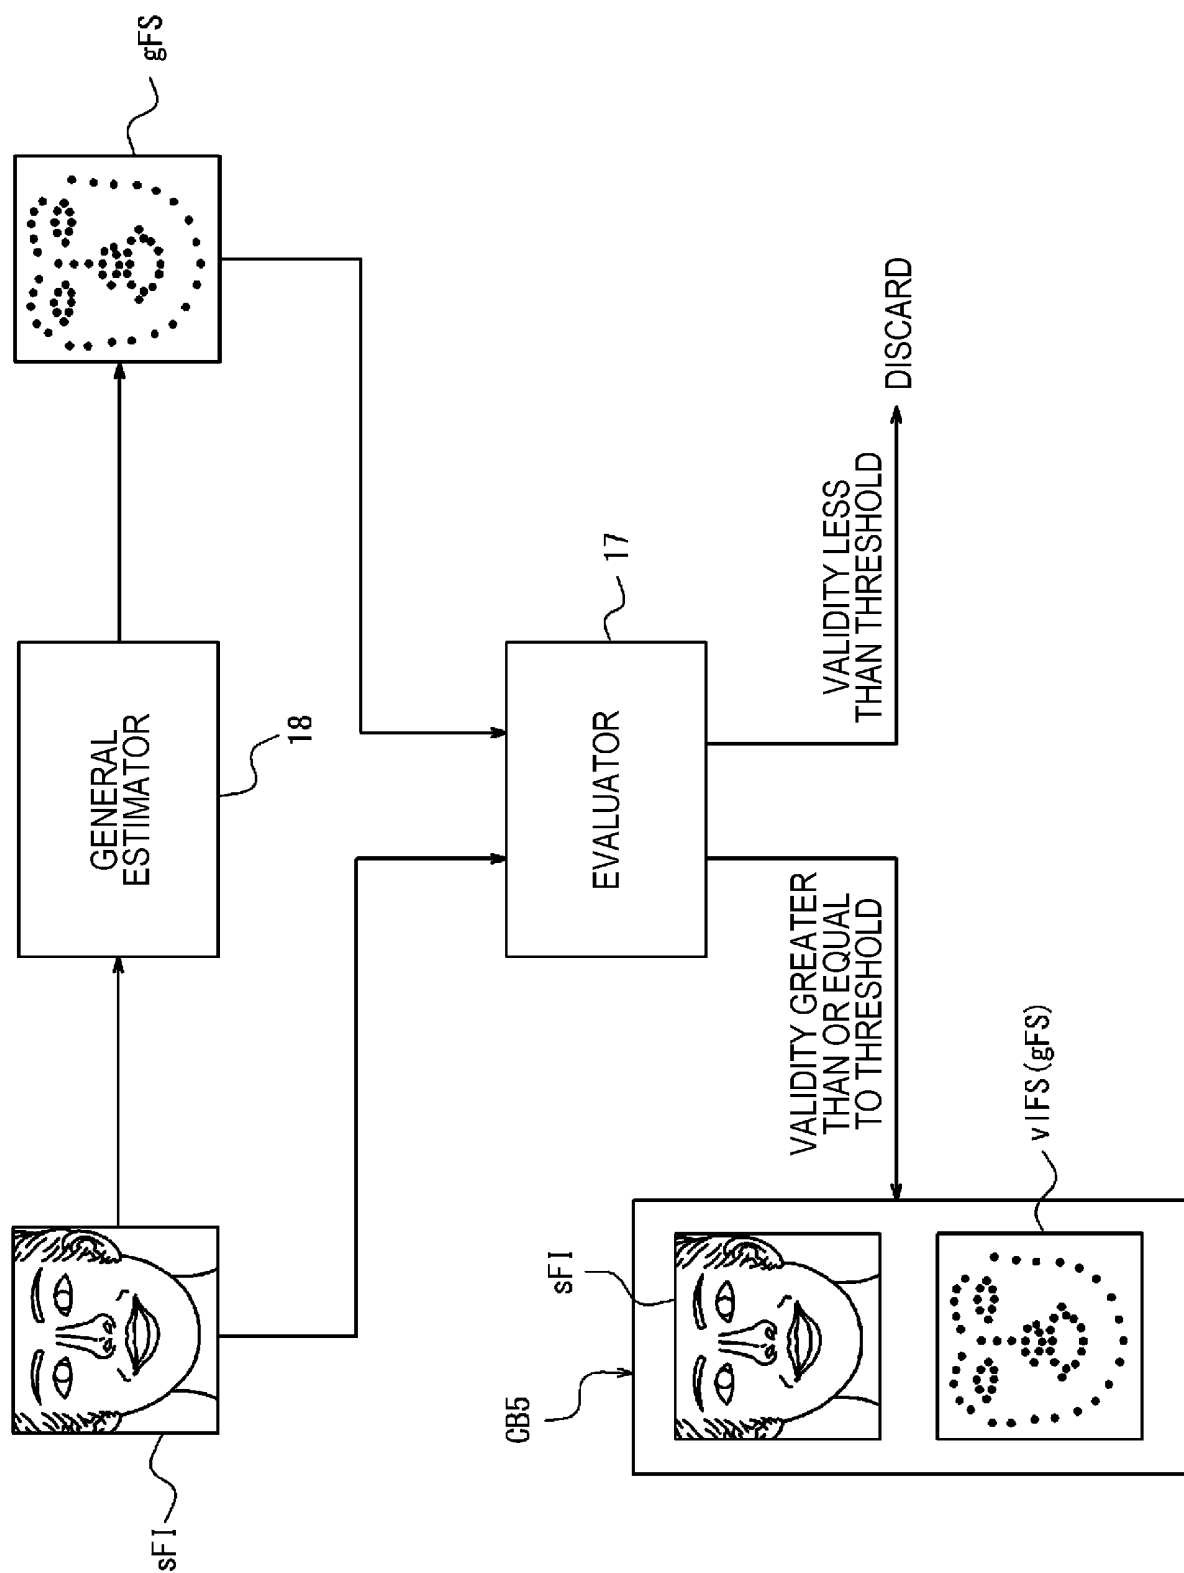 sFI
GENERAL
ESTIMATOR
18
gFS
EVALUATOR
17
VALIDITY GREATER
THAN OR EQUAL
TO THRESHOLD
VALIDITY LESS
THAN THRESHOLD
DISCARD
CB5
sFI
vIFS(gFS)